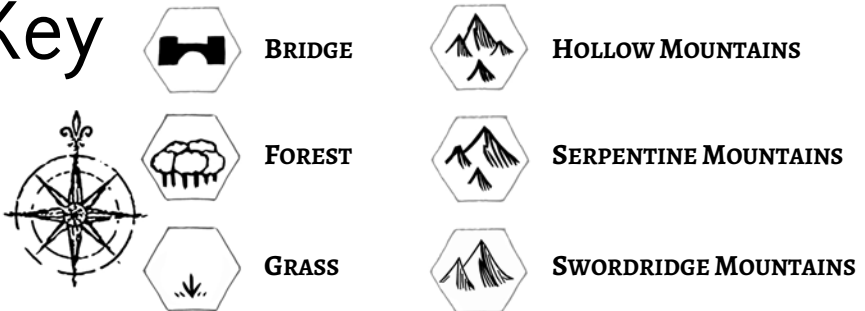 Key
BRIDGE
HOLLOW MOUNTAINS
FOREST
SERPENTINE MOUNTAINS
GRASS
SWORDRIDGE MOUNTAINS